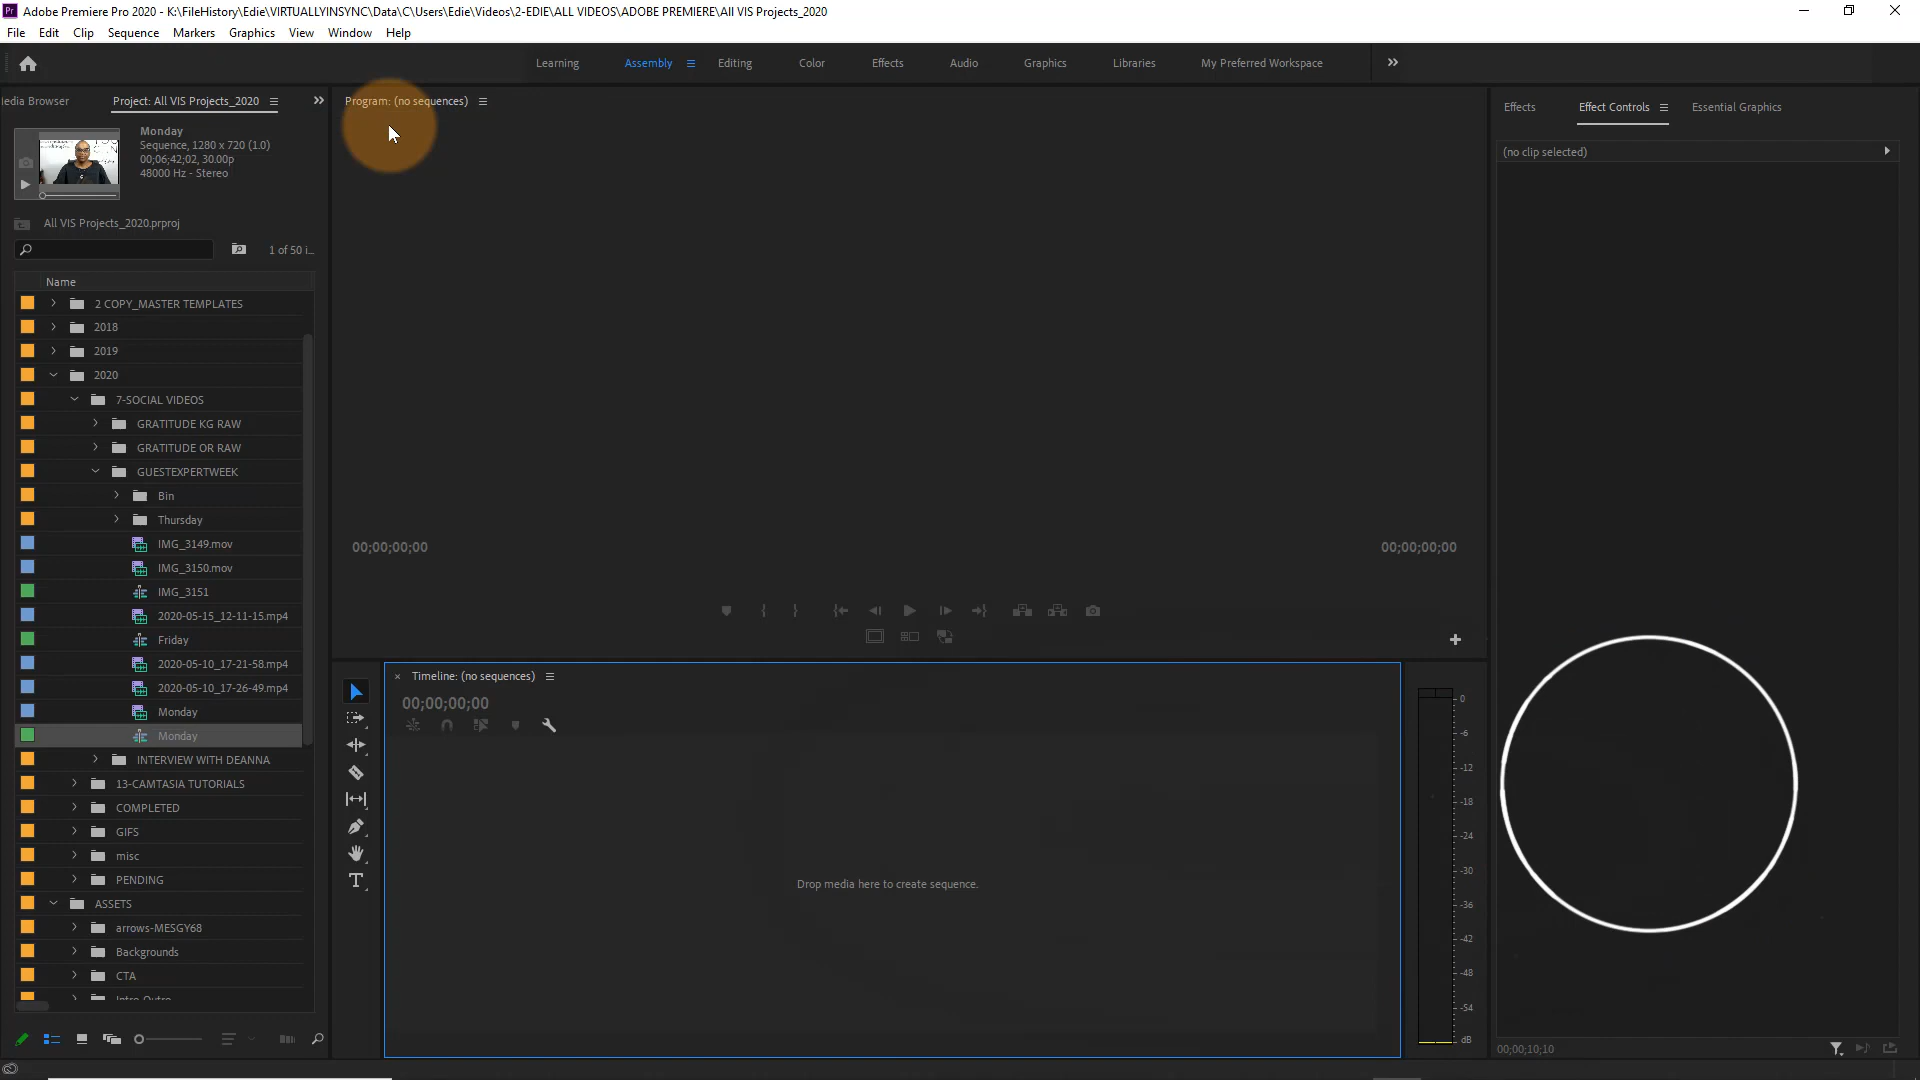 Adobe Premiere Pro 2020 - K:\FileHistory\Edie\VIRTUALLYINSYNC\Data\C\Users\Edie\Videos\2-EDIE\ALL VIDEOS\ADOBE PREMIERE\All VIS Projects_2020
File Edit Clip Sequence Markers Graphics View Window Help
Learning Assembly Editing Color Effects Audio Graphics Libraries My Preferred Workspace
edia Browser Project: All VIS Projects_2020
Program: (no sequences)
Effects Effect Controls Essential Graphics
Monday
Sequence, 1280 x 720 (1.0)
00;06;42;02, 30.00p
48000 Hz - Stereo
(no clip selected)
All VIS Projects_2020.prproj
1 of 50 i...
Name
2 COPY_MASTER TEMPLATES
2018
2019
2020
7-SOCIAL VIDEOS
GRATITUDE KG RAW
GRATITUDE OR RAW
GUESTEXPERTWEEK
Bin
Thursday
IMG_3149.mov
IMG_3150.mov
IMG_3151
2020-05-15_12-11-15.mp4
Friday
2020-05-10_17-21-58.mp4
2020-05-10_17-26-49.mp4
Monday
Monday
INTERVIEW WITH DEANNA
13-CAMTASIA TUTORIALS
COMPLETED
GIFS
misc
PENDING
ASSETS
arrows-MESGY68
Backgrounds
CTA
Intro Outro
00;00;00;00 00;00;00;00
Timeline: (no sequences)
00;00;00;00
Drop media here to create sequence.
0
-6
-12
-18
-24
-30
-36
-42
-48
-54
dB
00;00;10;10